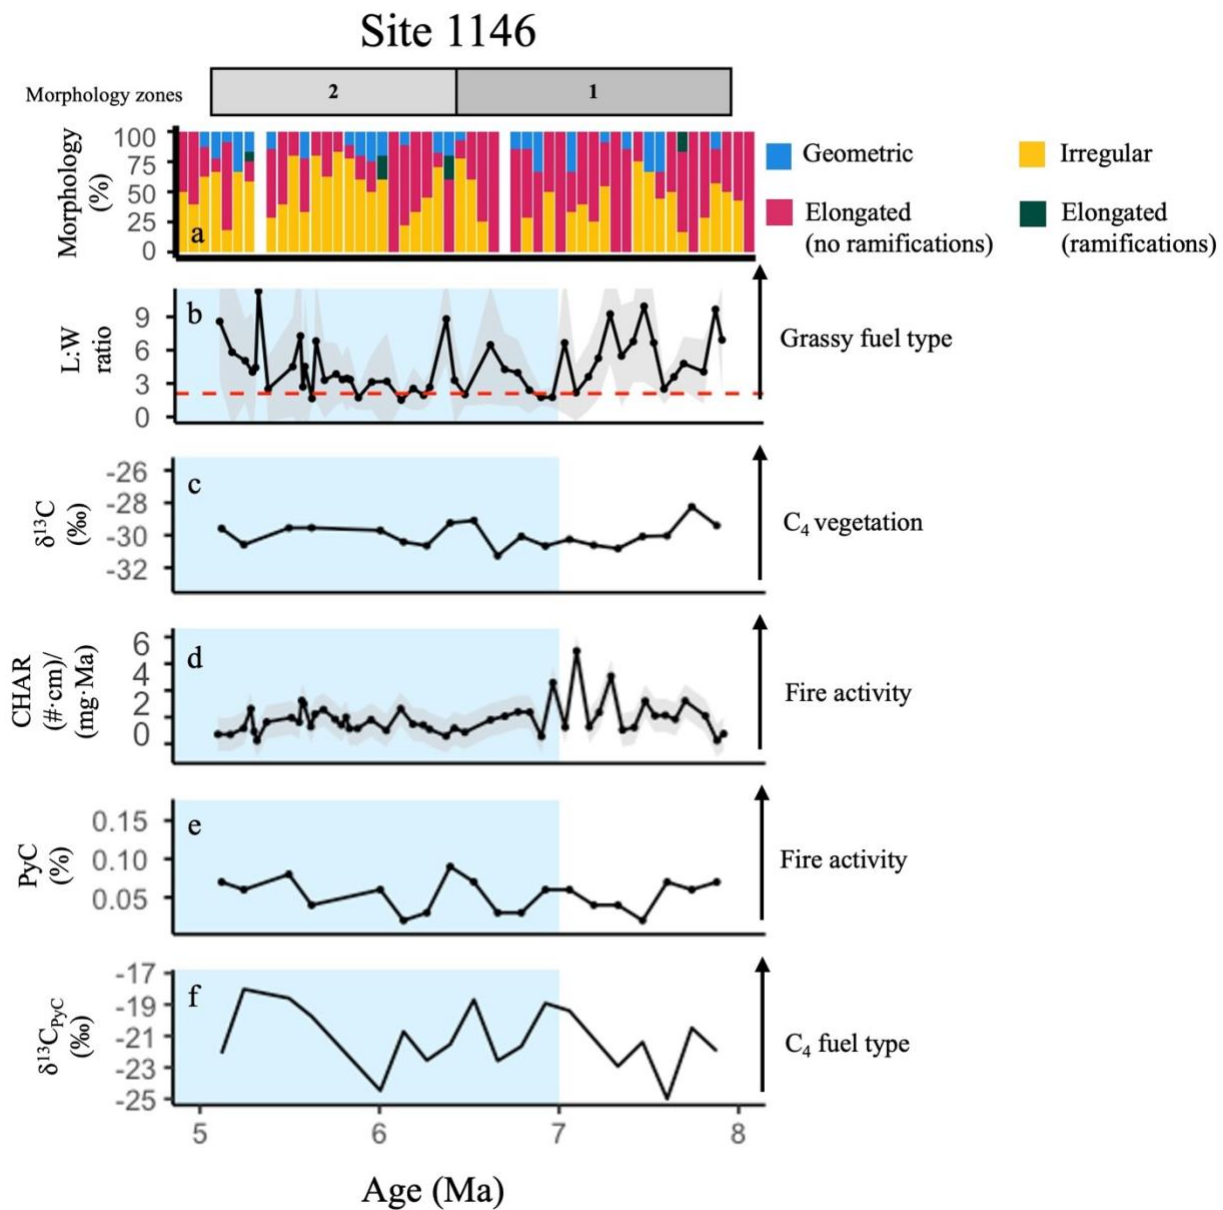 Site 1146
Morphology zones
2
1
Morphology
(%)
100
75
50
25
0
a
Geometric
Irregular
Elongated
(no ramifications)
Elongated
(ramifications)
L:W
ratio
9
6
3
0
b
Grassy fuel type
δ¹³C
(‰)
-26
-28
-30
-32
c
C₄ vegetation
CHAR
(#·cm)/
(mg·Ma)
6
4
2
0
d
Fire activity
PyC
(%)
0.15
0.10
0.05
e
Fire activity
δ¹³C_PyC
(‰)
-17
-19
-21
-23
-25
f
C₄ fuel type
5
6
7
8
Age (Ma)